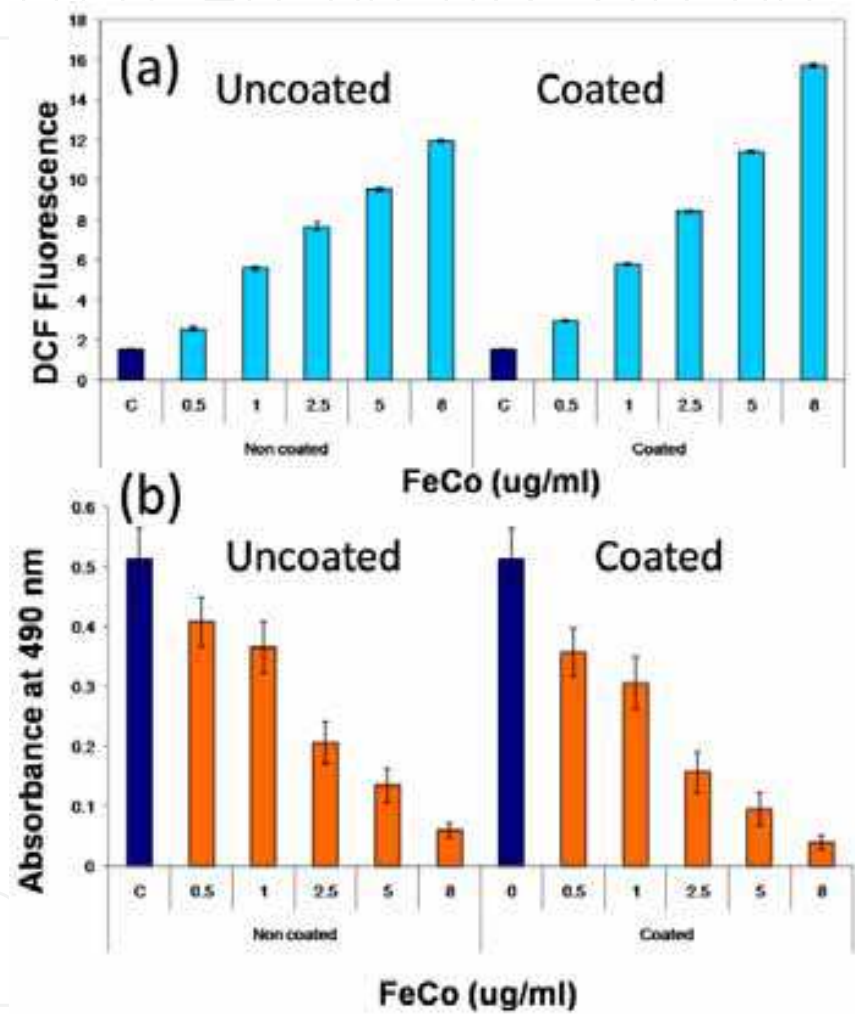 (a)
Uncoated
Coated
DCF Fluorescence
18
16
14
12
10
8
6
4
2
0
C 0.5 1 2.5 5 8 C 0.5 1 2.5 5 8
Non coated Coated
FeCo (ug/ml)
(b)
Uncoated
Coated
Absorbance at 490 nm
0.6
0.5
0.4
0.3
0.2
0.1
0
C 0.5 1 2.5 5 8 0 0.5 1 2.5 5 8
Non coated Coated
FeCo (ug/ml)